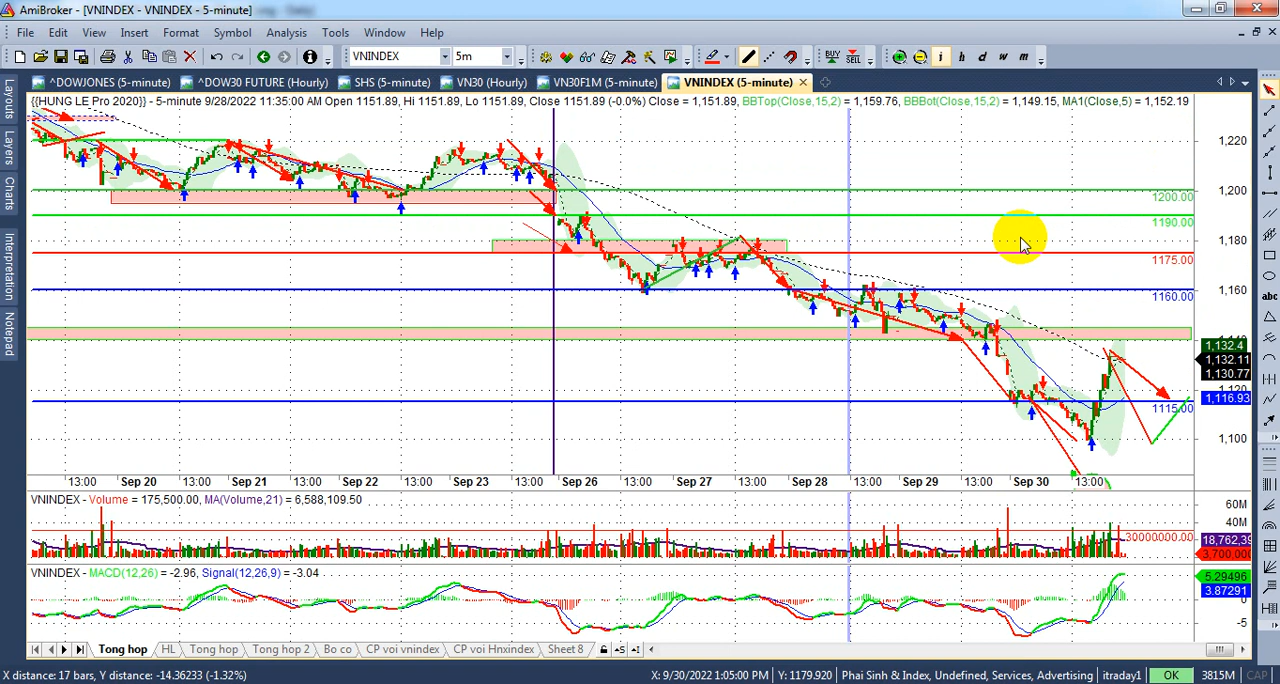 AmiBroker - [VNINDEX - VNINDEX - 5-minute]
File Edit View Insert Format Symbol Analysis Tools Window Help
VNINDEX 5m BUY SELL i h d w m
^DOWJONES (5-minute) ^DOW30 FUTURE (Hourly) SHS (5-minute) VN30 (Hourly) VN30F1M (5-minute) VNINDEX (5-minute)
Layouts
Layers
Charts
Interpretation
Notepad
{{HUNG LE Pro 2020}} - 5-minute 9/28/2022 11:35:00 AM Open 1151.89, Hi 1151.89, Lo 1151.89, Close 1151.89 (-0.0%) Close = 1,151.89, BBTop(Close,15,2) = 1,159.76, BBBot(Close,15,2) = 1,149.15, MA1(Close,5) = 1,152.19
1,220
1,200
1200.00
1190.00
1,180
1175.00
1,160
1160.00
1,132.4
1,132.11
1,130.77
1,116.93
1115.00
1,100
abc
13:00 Sep 20 13:00 Sep 21 13:00 Sep 22 13:00 Sep 23 13:00 Sep 26 13:00 Sep 27 13:00 Sep 28 13:00 Sep 29 13:00 Sep 30 13:00
VNINDEX - Volume = 175,500.00, MA(Volume,21) = 6,588,109.50
60M
40M
30000000.00
18,762,39
3,700,000
VNINDEX - MACD(12,26) = -2.96, Signal(12,26,9) = -3.04
5.29496
3.87291
0
-5
Tong hop HL Tong hop Tong hop 2 Bo co CP voi vnindex CP voi Hnxindex Sheet 8
X distance: 17 bars, Y distance: -14.36233 (-1.32%) X: 9/30/2022 1:05:00 PM Y: 1179.920 Phai Sinh & Index, Undefined, Services, Advertising itraday1 OK 3815M CAP